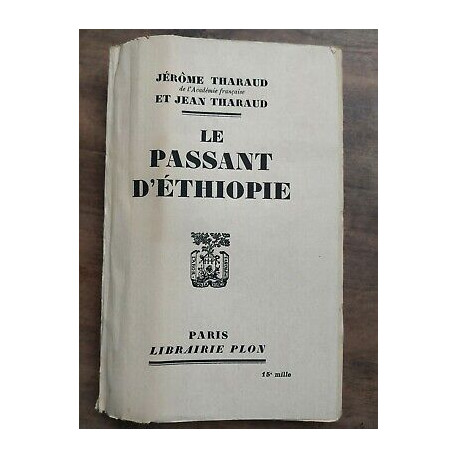 JÉRÔME THARAUD
de l'Académie française
ET JEAN THARAUD
LE
PASSANT
D'ÉTHIOPIE
PARIS
LIBRAIRIE PLON
15e mille